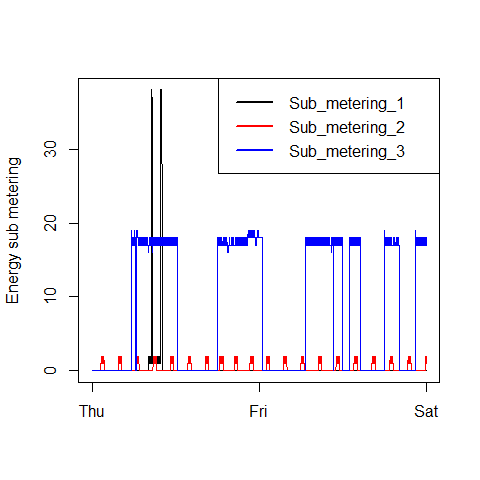 Sub_metering_1
Sub_metering_2
Sub_metering_3
Energy sub metering
30
20
10
0
Thu Fri Sat